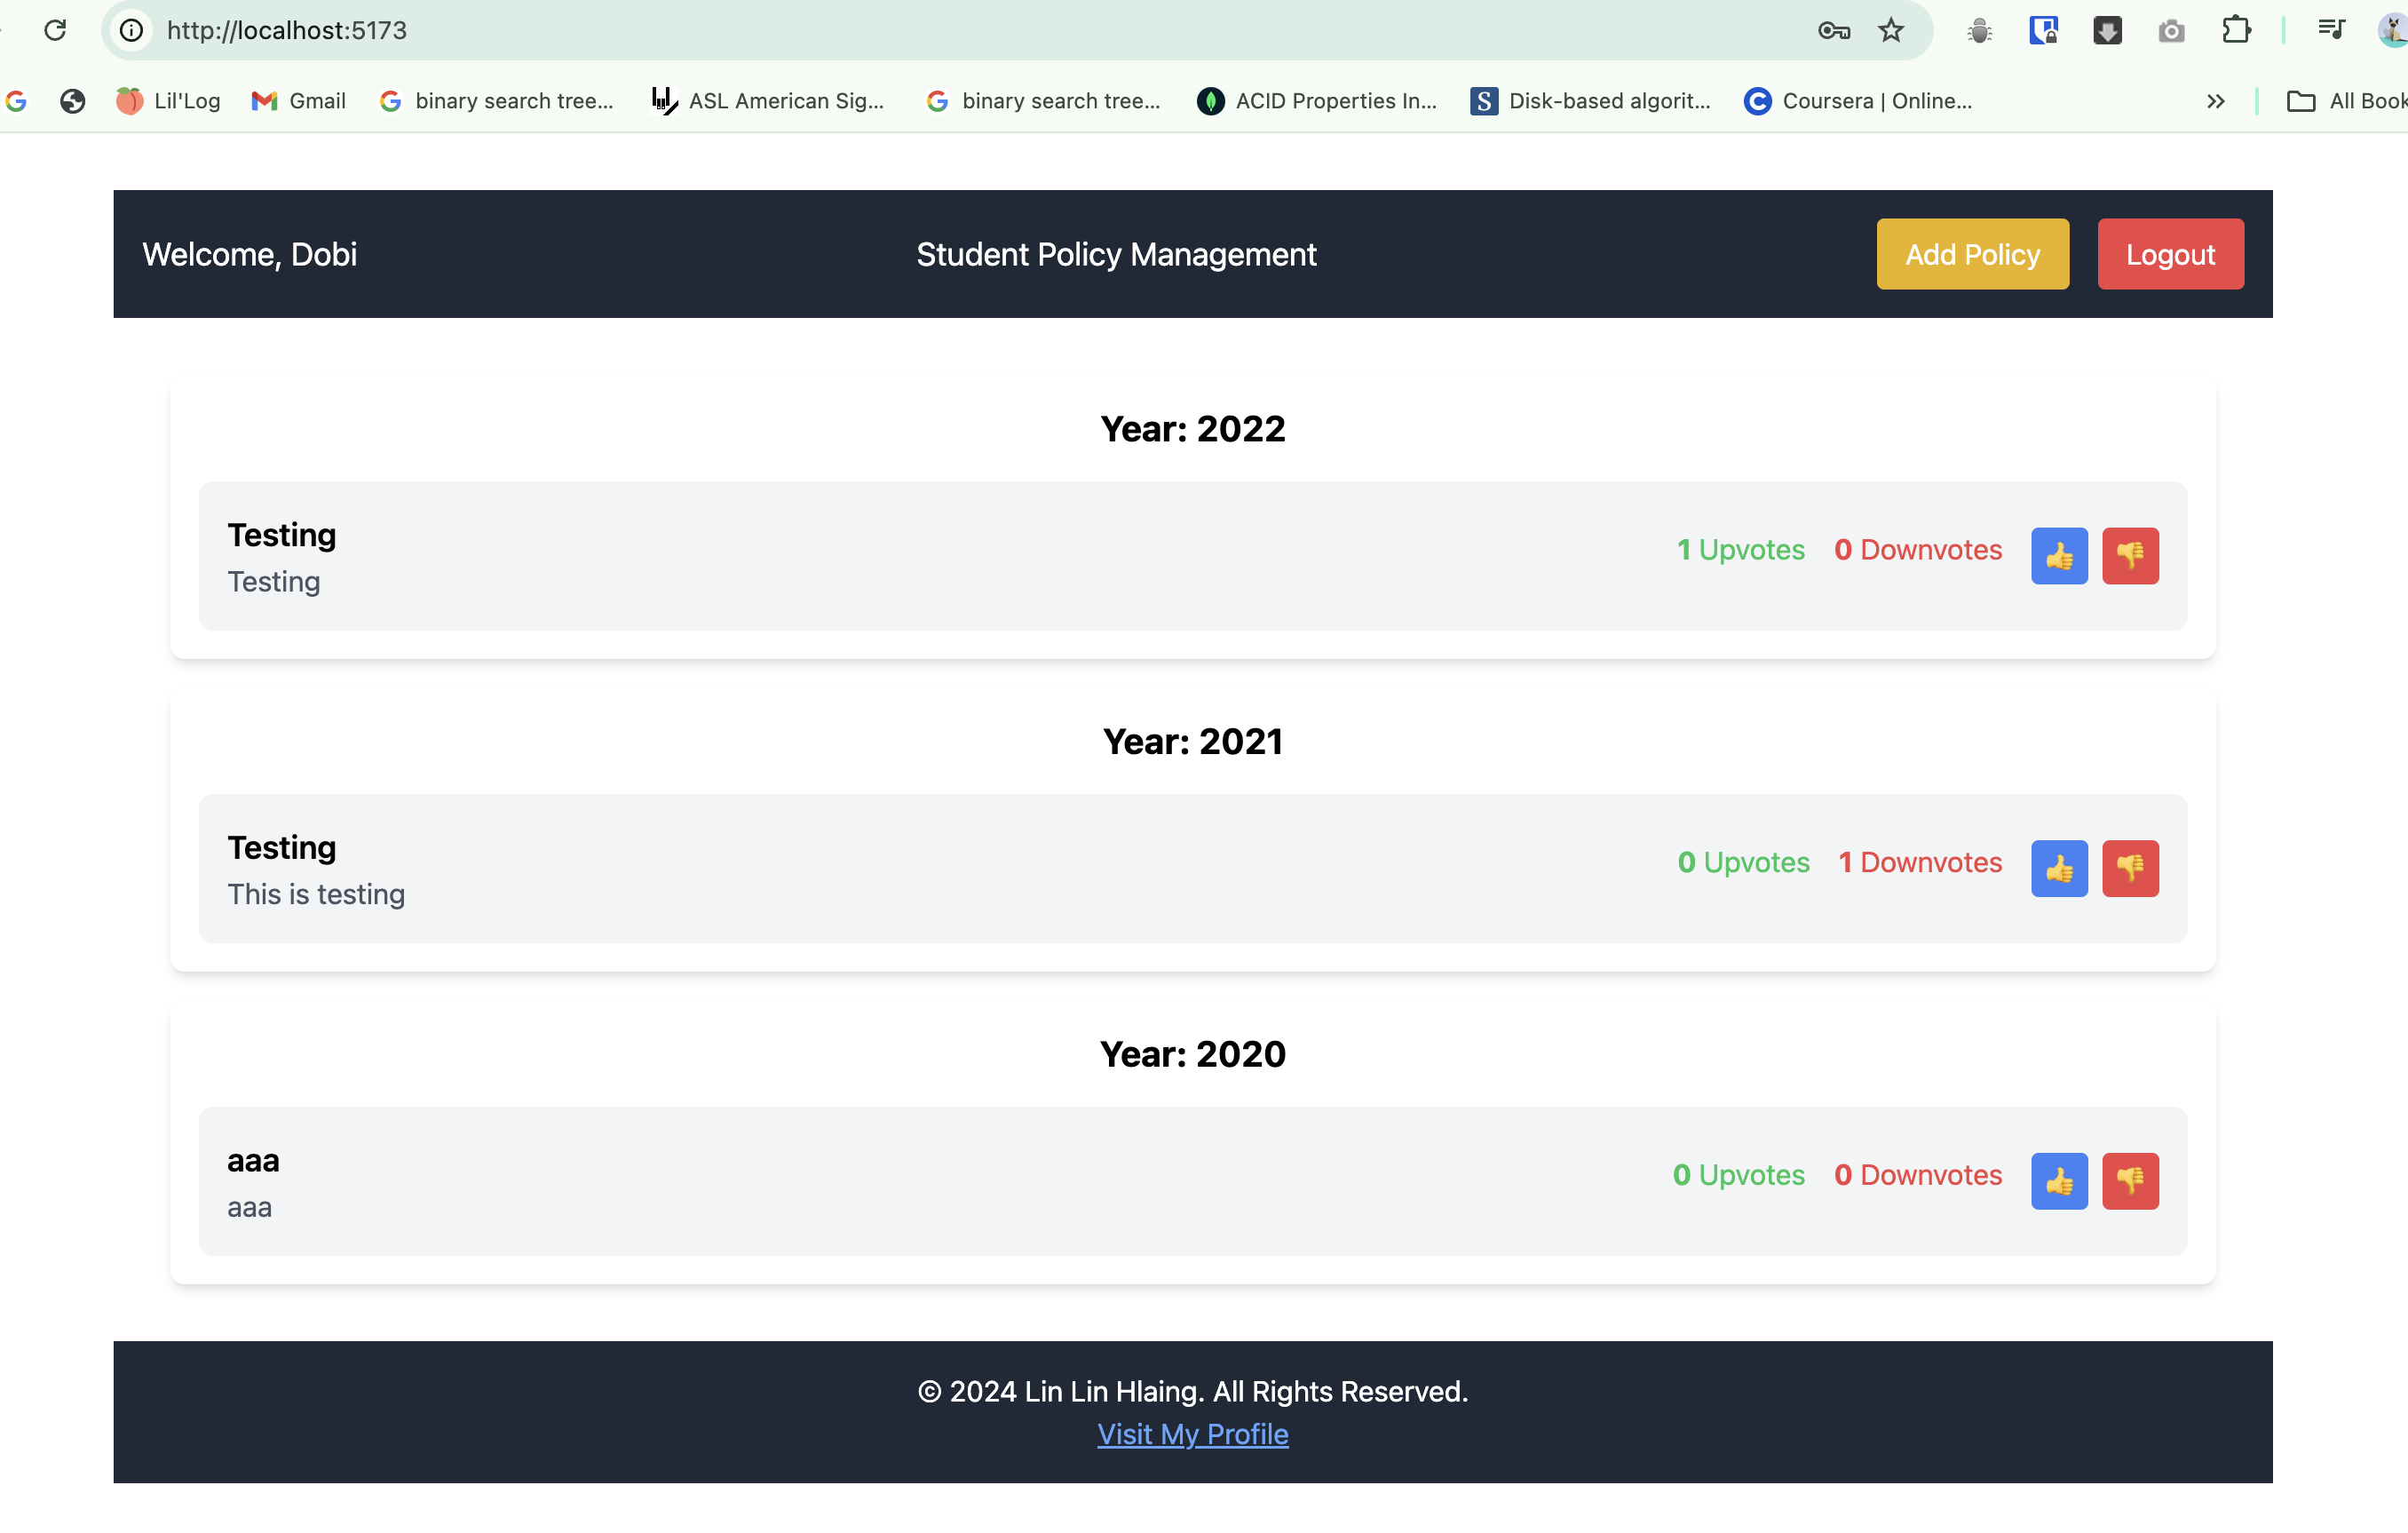 http://localhost:5173
Lil'Log Gmail binary search tree... ASL American Sig... binary search tree... ACID Properties In... Disk-based algorit... Coursera | Online... All Book
Welcome, Dobi Student Policy Management Add Policy Logout
Year: 2022
Testing
1 Upvotes 0 Downvotes
Testing
Year: 2021
Testing
0 Upvotes 1 Downvotes
This is testing
Year: 2020
aaa
0 Upvotes 0 Downvotes
aaa
© 2024 Lin Lin Hlaing. All Rights Reserved.
Visit My Profile